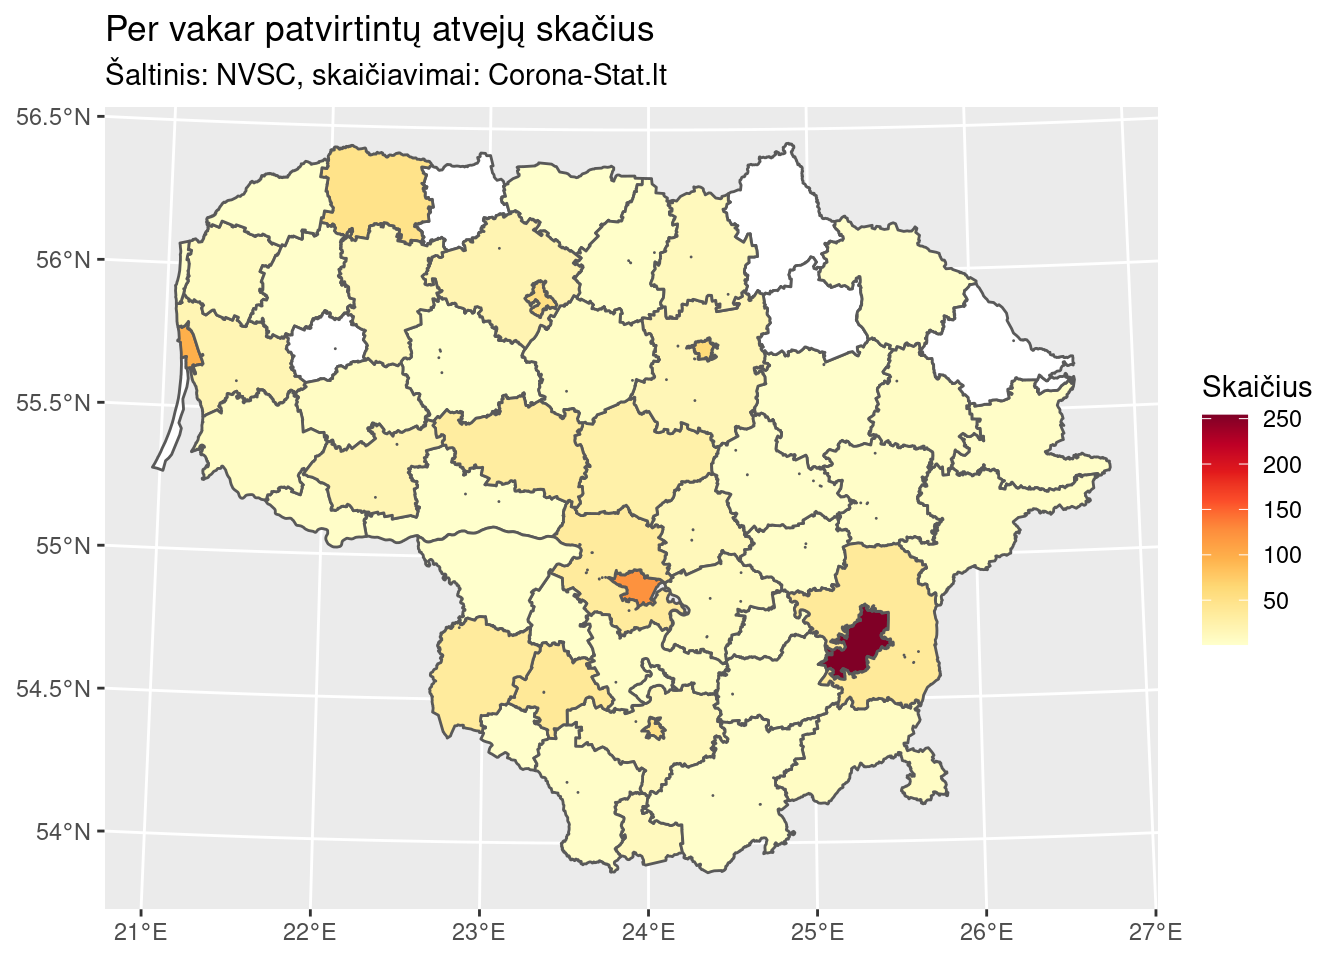 Per vakar patvirtintų atvejų skačius
Šaltinis: NVSC, skaičiavimai: Corona-Stat.lt
56.5°N
56°N
55.5°N
55°N
54.5°N
54°N
21°E
22°E
23°E
24°E
25°E
26°E
27°E
Skaičius
250
200
150
100
50